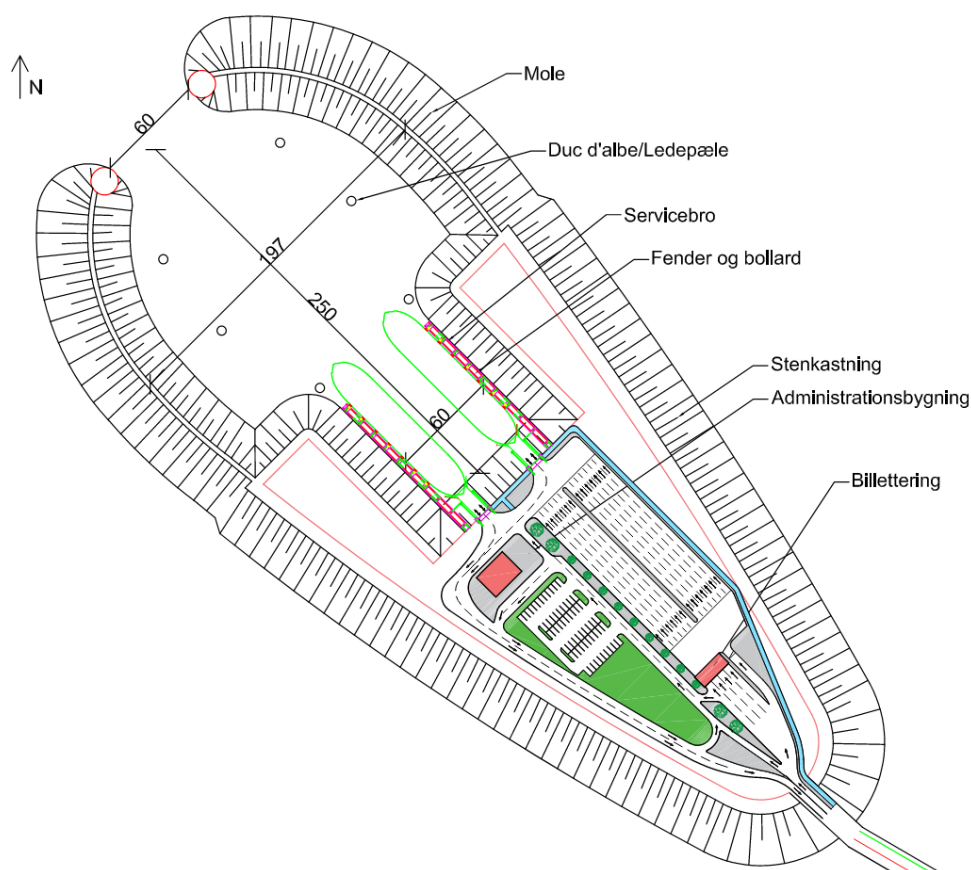 N
Mole
60
Duc d'albe/Ledepæle
Servicebro
197
Fender og bollard
250
Stenkastning
Administrationsbygning
60
Billettering